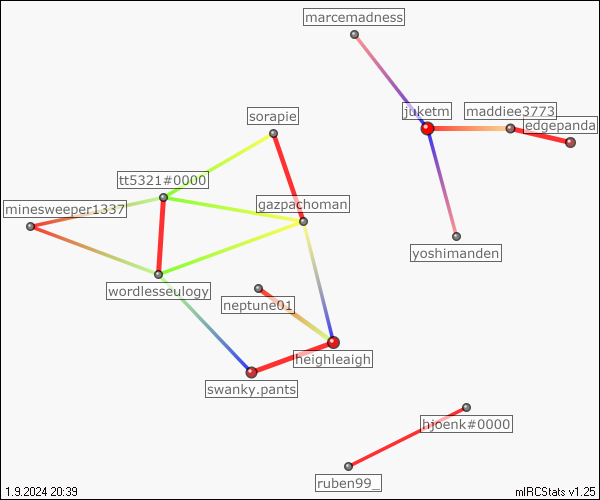 marcemadness
juketm
maddiee3773
edgepanda
sorapie
tt5321#0000
minesweeper1337
gazpachoman
yoshimanden
wordlesseulogy
neptune01
heighleaigh
swanky.pants
hjoenk#0000
ruben99_
1.9.2024 20:39
mIRCStats v1.25